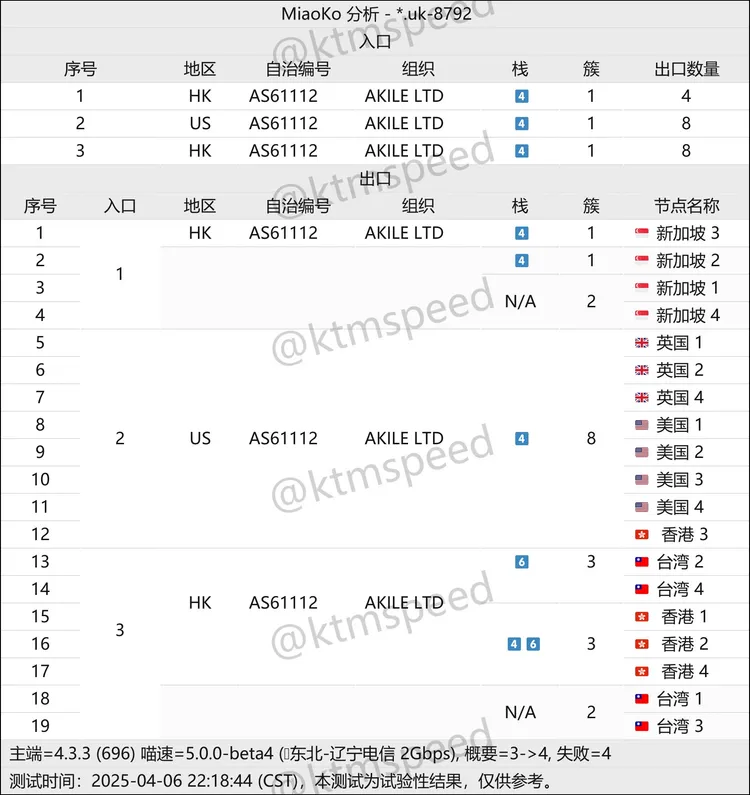 MiaoKo 分析 - *.uk-8792
入口
序号 地区 自治编号 组织 栈 簇 出口数量
1 HK AS61112 AKILE LTD 4 1 4
2 US AS61112 AKILE LTD 4 1 8
3 HK AS61112 AKILE LTD 4 1 8
出口
序号 入口 地区 自治编号 组织 栈 簇 节点名称
1 HK AS61112 AKILE LTD 4 1 新加坡 3
2 4 1 新加坡 2
1
3 新加坡 1
N/A 2
4 新加坡 4
5 英国 1
6 英国 2
7 英国 4
8 美国 1
2 US AS61112 AKILE LTD 4 8
9 美国 2
10 美国 3
11 美国 4
12 香港 3
13 6 3 台湾 2
14 台湾 4
HK AS61112 AKILE LTD
15 香港 1
3
16 4 6 3 香港 2
17 香港 4
18 台湾 1
N/A 2
19 台湾 3
主端=4.3.3 (696) 喵速=5.0.0-beta4 (东北-辽宁电信 2Gbps), 概要=3->4, 失败=4
测试时间：2025-04-06 22:18:44 (CST)，本测试为试验性结果，仅供参考。
@ktmspeed
@ktmspeed
@ktmspeed
@ktmspeed
@ktmspeed
@ktmspeed